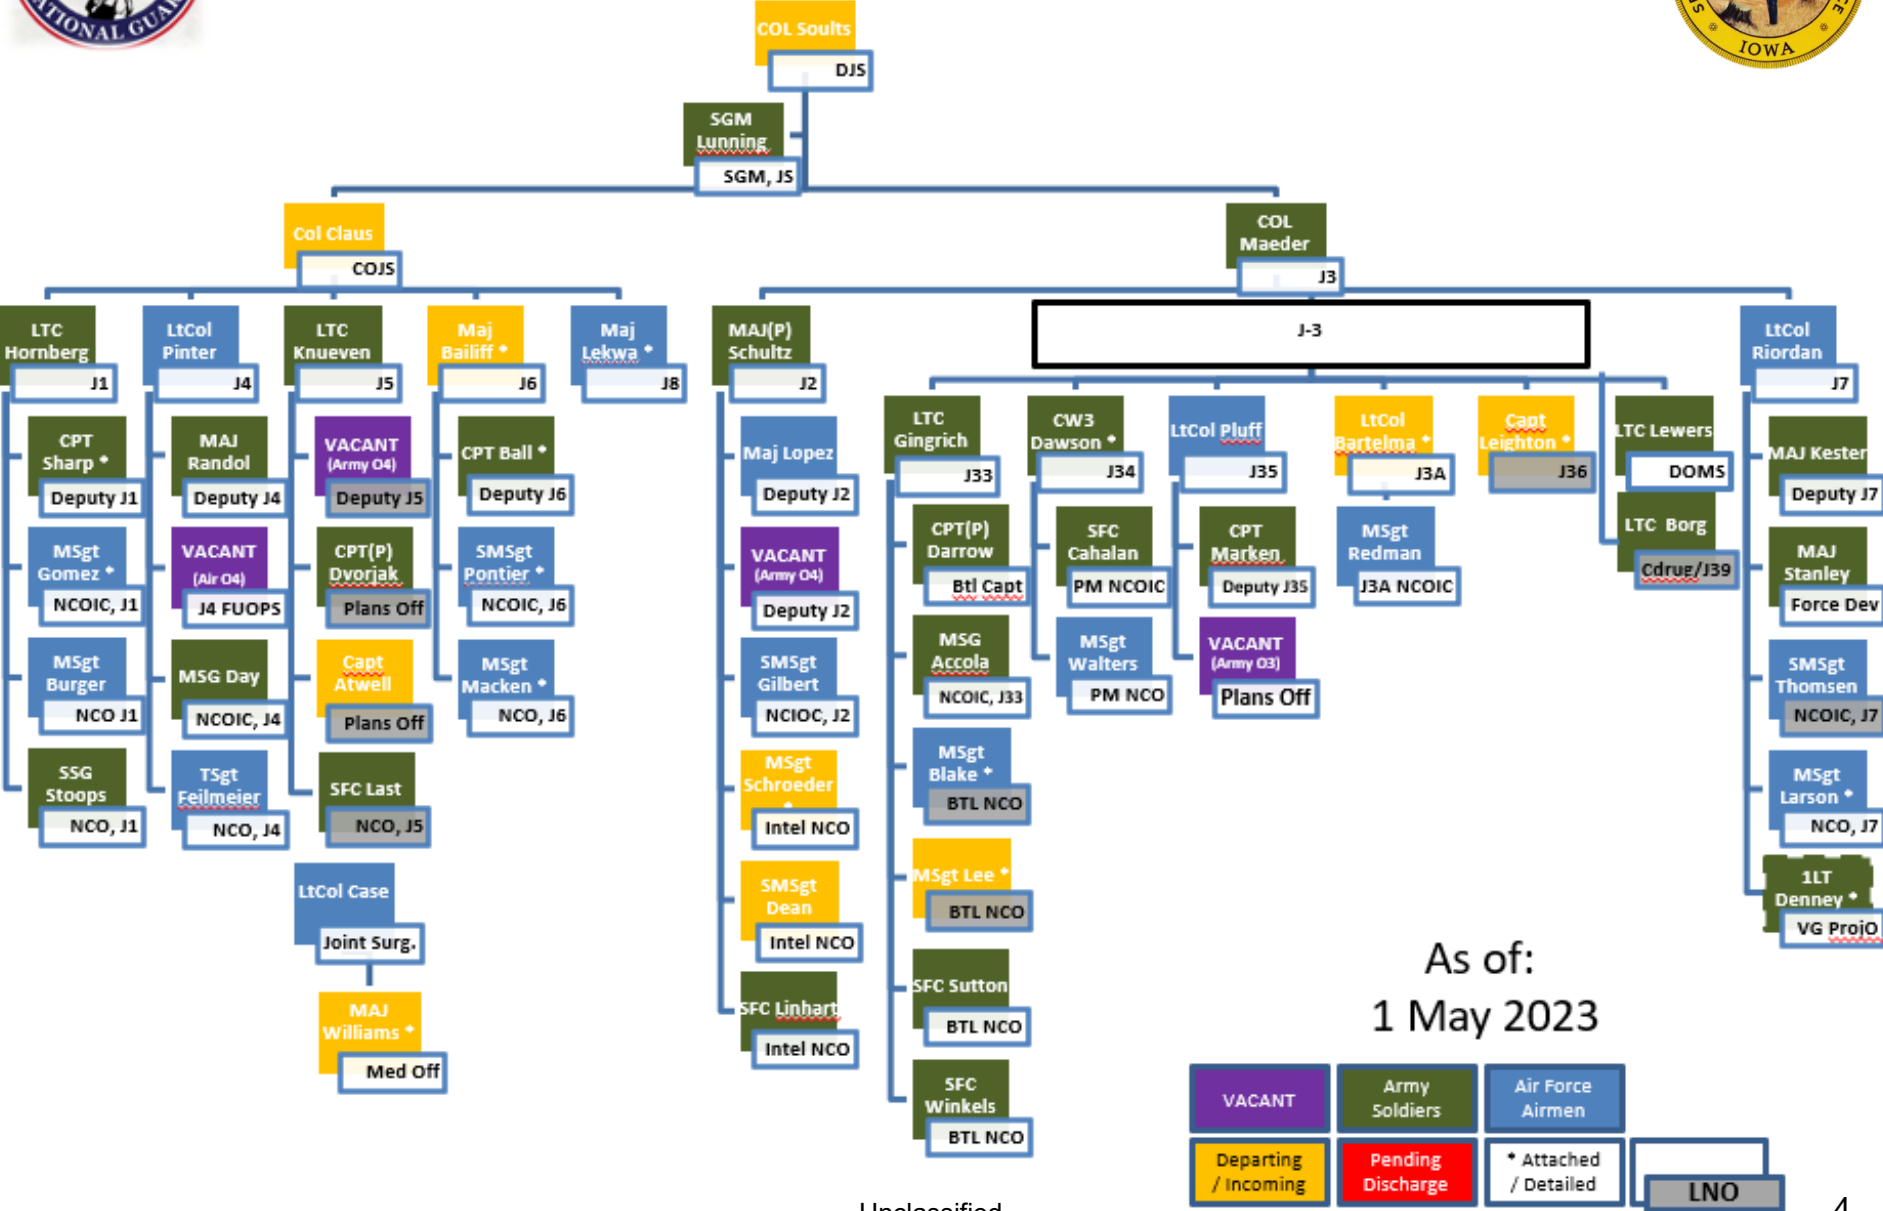 ATIONAL GUA
IOWA
COL Soults
DJS
SGM
Lunning
SGM, JS
Col Claus
COJS
COL
Maeder
J3
LTC
Hornberg
J1
LtCol
Pinter
J4
LTC
Knueven
J5
Maj
Bailiff *
J6
Maj
Lekwa *
J8
MAJ(P)
Schultz
J2
J-3
LtCol
Riordan
J7
CPT
Sharp *
Deputy J1
MSgt
Gomez *
NCOIC, J1
MSgt
Burger
NCO J1
SSG
Stoops
NCO, J1
MAJ
Randol
Deputy J4
VACANT
(Air O4)
J4 FUOPS
MSG Day
NCOIC, J4
TSgt
Feilmeier
NCO, J4
VACANT
(Army O4)
Deputy J5
CPT(P)
Dvorjak
Plans Off
Capt
Atwell
Plans Off
SFC Last
NCO, J5
LtCol Case
Joint Surg.
MAJ
Williams *
Med Off
CPT Ball *
Deputy J6
SMSgt
Pontier *
NCOIC, J6
MSgt
Macken *
NCO, J6
Maj Lopez
Deputy J2
VACANT
(Army O4)
Deputy J2
SMSgt
Gilbert
NCIOC, J2
MSgt
Schroeder
*
Intel NCO
SMSgt
Dean
Intel NCO
SFC Linhart
Intel NCO
LTC
Gingrich
J33
CPT(P)
Darrow
Btl Capt
MSG
Accola
NCOIC, J33
MSgt
Blake *
BTL NCO
MSgt Lee *
BTL NCO
SFC Sutton
BTL NCO
SFC
Winkels
BTL NCO
CW3
Dawson *
J34
SFC
Cahalan
PM NCOIC
MSgt
Walters
PM NCO
LtCol Pluff
J35
CPT
Marken
Deputy J35
VACANT
(Army O3)
Plans Off
LtCol
Bartelma *
J3A
MSgt
Redman
J3A NCOIC
Capt
Leighton *
J36
LTC Lewers
DOMS
LTC Borg
Cdrug/J39
MAJ Kester
Deputy J7
MAJ
Stanley
Force Dev
SMSgt
Thomsen
NCOIC, J7
MSgt
Larson *
NCO, J7
1LT
Denney *
VG ProjO
As of:
1 May 2023
VACANT
Army
Soldiers
Air Force
Airmen
Departing
/ Incoming
Pending
Discharge
* Attached
/ Detailed
LNO
Unclassified
4